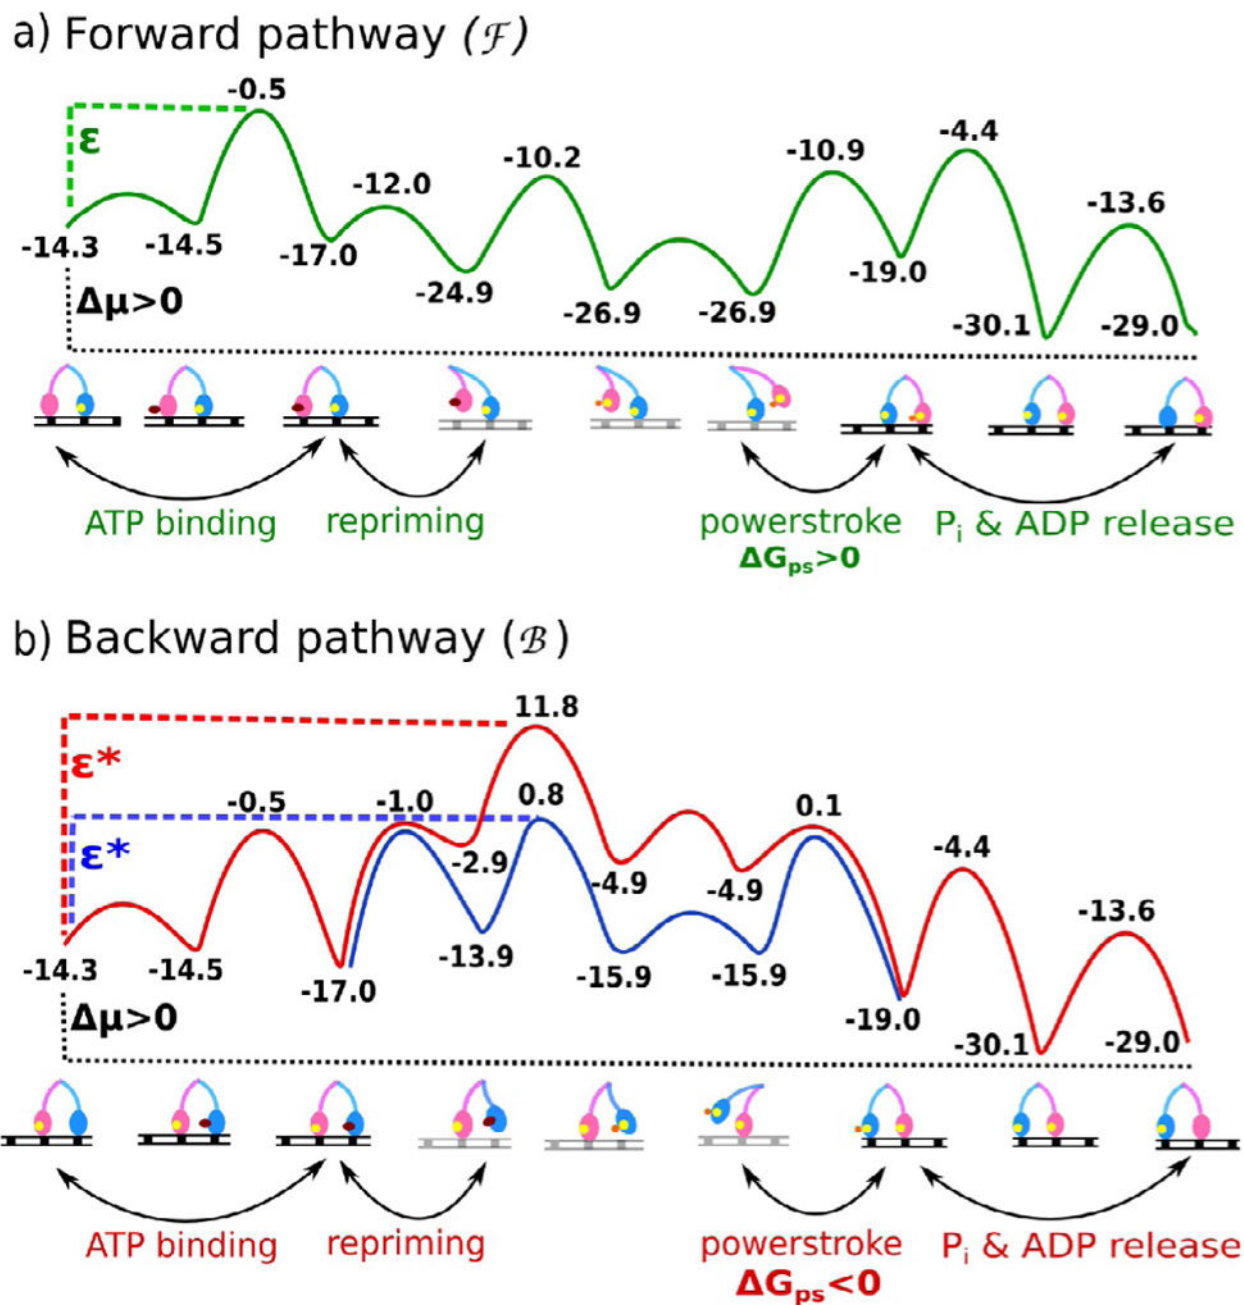 a) Forward pathway (ℱ)
-0.5
ε
-12.0
-10.2
-10.9
-4.4
-13.6
-14.3
-14.5
-17.0
-24.9
-26.9
-26.9
-19.0
-30.1
-29.0
Δμ>0
ATP binding
repriming
powerstroke
ΔGps>0
Pi & ADP release
b) Backward pathway (ℬ)
11.8
ε*
-0.5
-1.0
0.8
0.1
ε*
-2.9
-4.9
-4.9
-4.4
-13.6
-14.3
-14.5
-17.0
-13.9
-15.9
-15.9
-19.0
-30.1
-29.0
Δμ>0
ATP binding
repriming
powerstroke
ΔGps<0
Pi & ADP release